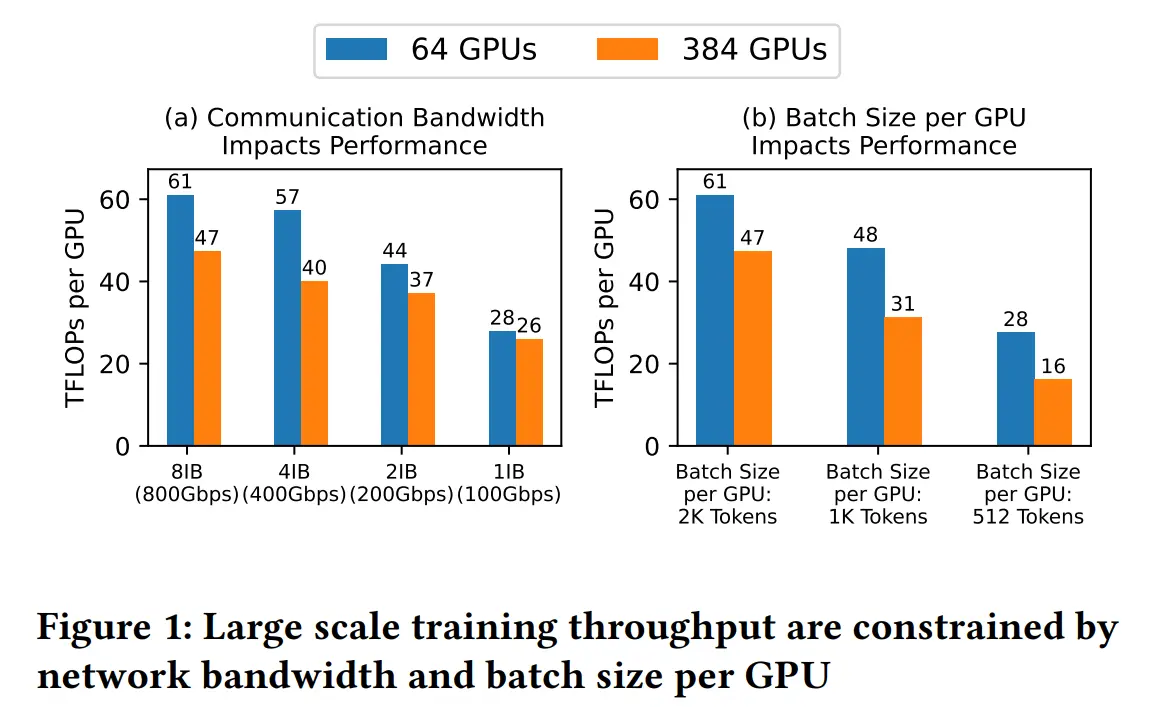 64 GPUs
384 GPUs
(a) Communication Bandwidth
Impacts Performance
TFLOPs per GPU
60
40
20
0
61
47
57
40
44
37
28
26
8IB
(800Gbps)
4IB
(400Gbps)
2IB
(200Gbps)
1IB
(100Gbps)
(b) Batch Size per GPU
Impacts Performance
TFLOPs per GPU
60
40
20
0
61
47
48
31
28
16
Batch Size
per GPU:
2K Tokens
Batch Size
per GPU:
1K Tokens
Batch Size
per GPU:
512 Tokens
Figure 1: Large scale training throughput are constrained by
network bandwidth and batch size per GPU